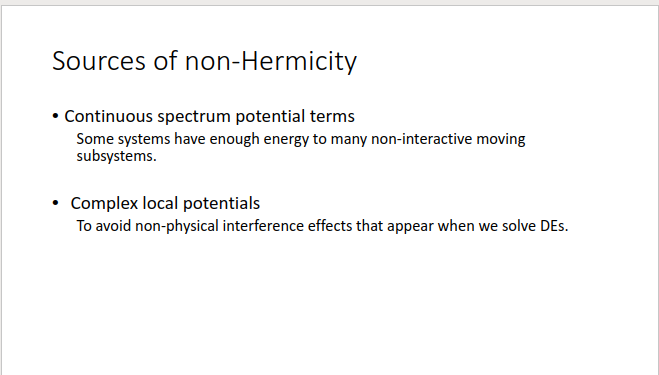 Sources of non-Hermicity
• Continuous spectrum potential terms
Some systems have enough energy to many non-interactive moving
subsystems.
• Complex local potentials
To avoid non-physical interference effects that appear when we solve DEs.